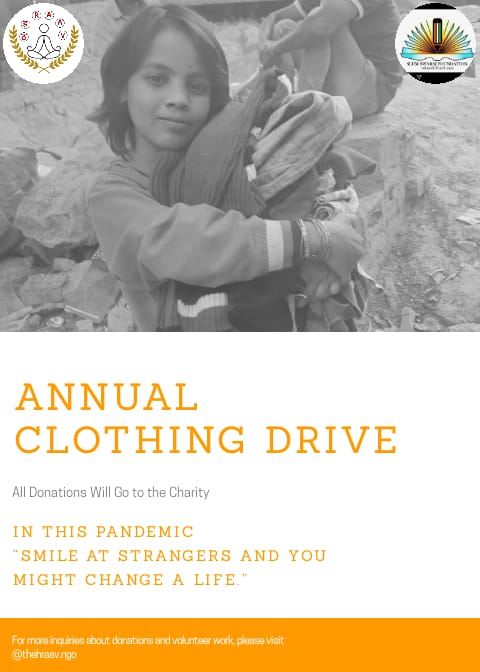 ANNUAL
CLOTHING DRIVE
All Donations Will Go to the Charity
IN THIS PANDEMIC
“SMILE AT STRANGERS AND YOU
MIGHT CHANGE A LIFE.”
For more inquiries about donations and volunteer work, please visit
@thehraav.ngo